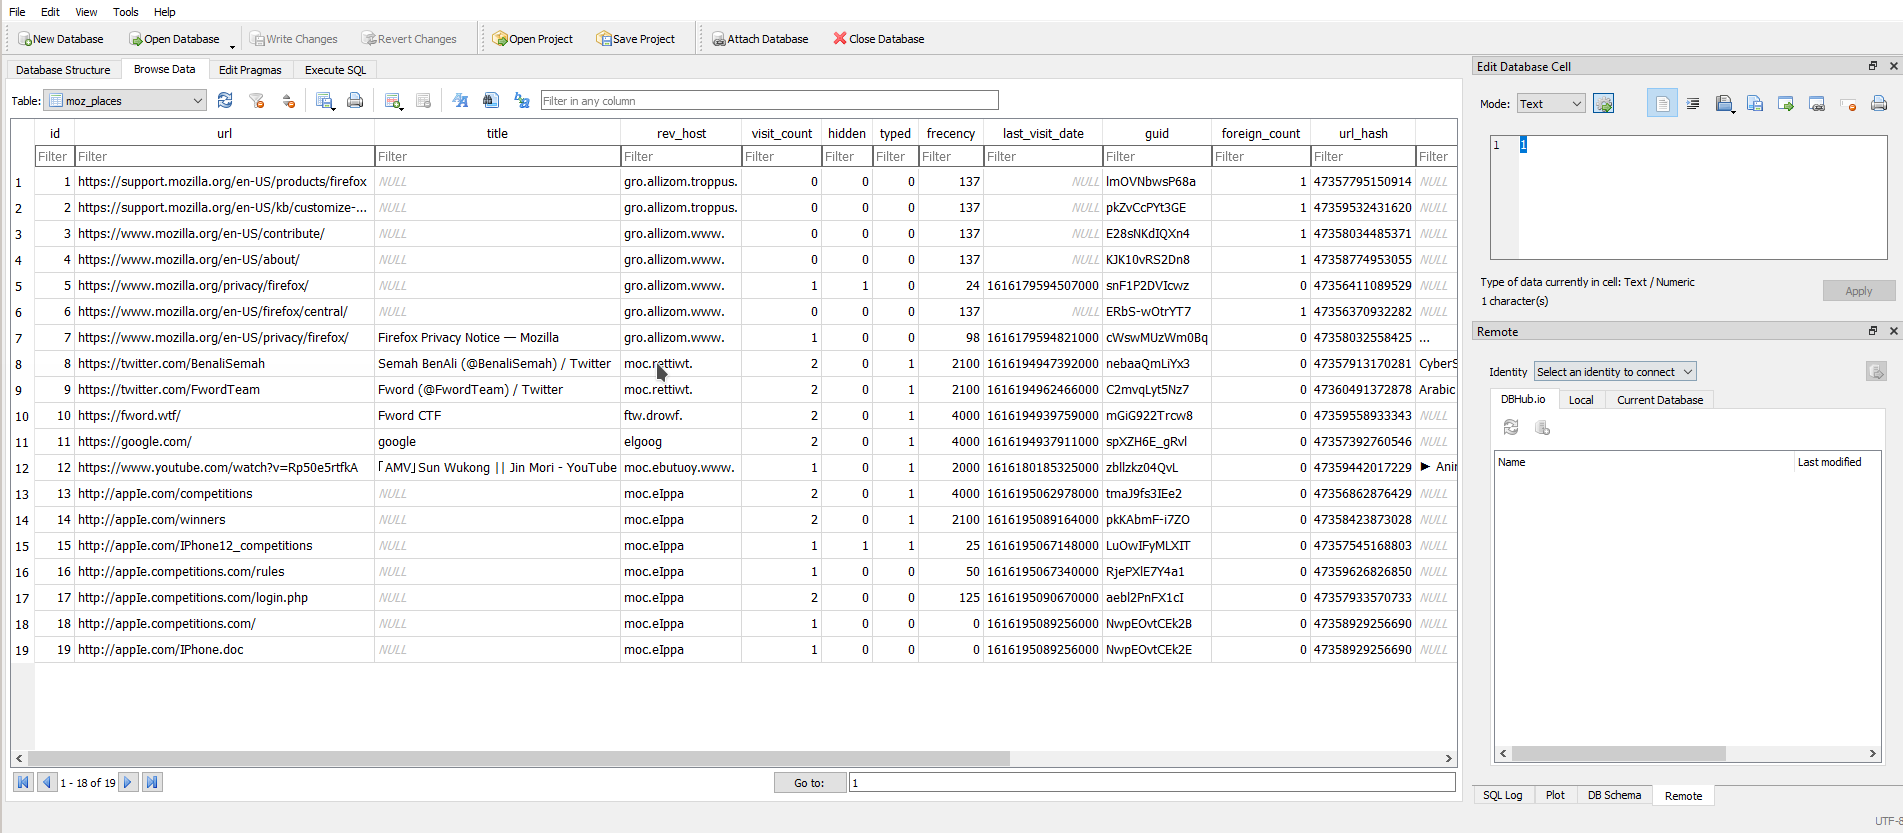 File Edit View Tools Help
New Database Open Database Write Changes Revert Changes Open Project Save Project Attach Database Close Database
Database Structure Browse Data Edit Pragmas Execute SQL
Table: moz_places Filter in any column
id url title rev_host visit_count hidden typed frecency last_visit_date guid foreign_count url_hash
Filter Filter Filter Filter Filter Filter Filter Filter Filter Filter Filter Filter Filter
1 1 https://support.mozilla.org/en-US/products/firefox NULL gro.allizom.troppus. 0 0 0 137 NULL lmOVNbwsP68a 1 47357795150914 NULL
2 2 https://support.mozilla.org/en-US/kb/customize-... NULL gro.allizom.troppus. 0 0 0 137 NULL pkZvCcPYt3GE 1 47359532431620 NULL
3 3 https://www.mozilla.org/en-US/contribute/ NULL gro.allizom.www. 0 0 0 137 NULL E28sNKdIQXn4 1 47358034485371 NULL
4 4 https://www.mozilla.org/en-US/about/ NULL gro.allizom.www. 0 0 0 137 NULL KJK10vRS2Dn8 1 47358774953055 NULL
5 5 https://www.mozilla.org/privacy/firefox/ NULL gro.allizom.www. 1 1 0 24 1616179594507000 snF1P2DVIcwz 0 47356411089529 NULL
6 6 https://www.mozilla.org/en-US/firefox/central/ NULL gro.allizom.www. 0 0 0 137 NULL ERbS-wOtrYT7 1 47356370932282 NULL
7 7 https://www.mozilla.org/en-US/privacy/firefox/ Firefox Privacy Notice — Mozilla gro.allizom.www. 1 0 0 98 1616179594821000 cWswMUzWm0Bq 0 47358032558425 ...
8 8 https://twitter.com/BenaliSemah Semah BenAli (@BenaliSemah) / Twitter moc.rettiwt. 2 0 1 2100 1616194947392000 nebaaQmLiYx3 0 47357913170281 CyberS
9 9 https://twitter.com/FwordTeam Fword (@FwordTeam) / Twitter moc.rettiwt. 2 0 1 2100 1616194962466000 C2mvqLyt5Nz7 0 47360491372878 Arabic
10 10 https://fword.wtf/ Fword CTF ftw.drowf. 2 0 1 4000 1616194939759000 mGiG922Trcw8 0 47359558933343 NULL
11 11 https://google.com/ google elgoog 2 0 1 4000 1616194937911000 spXZH6E_gRvl 0 47357392760546 NULL
12 12 https://www.youtube.com/watch?v=Rp50e5rtfkA 「AMV」Sun Wukong || Jin Mori - YouTube moc.ebutuoy.www. 1 0 1 2000 1616180185325000 zbllzkz04QvL 0 47359442017229 ► Anir
13 13 http://appIe.com/competitions NULL moc.eIppa 2 0 1 4000 1616195062978000 tmaJ9fs3IEe2 0 47356862876429 NULL
14 14 http://appIe.com/winners NULL moc.eIppa 2 0 1 2100 1616195089164000 pkKAbmF-i7ZO 0 47358423873028 NULL
15 15 http://appIe.com/IPhone12_competitions NULL moc.eIppa 1 1 1 25 1616195067148000 LuOwIFyMLXIT 0 47357545168803 NULL
16 16 http://appIe.competitions.com/rules NULL moc.eIppa 1 0 0 50 1616195067340000 RjePXlE7Y4a1 0 47359626826850 NULL
17 17 http://appIe.competitions.com/login.php NULL moc.eIppa 2 0 0 125 1616195090670000 aebl2PnFX1cI 0 47357933570733 NULL
18 18 http://appIe.competitions.com/ NULL moc.eIppa 1 0 0 0 1616195089256000 NwpEOvtCEk2B 0 47358929256690 NULL
19 19 http://appIe.com/IPhone.doc NULL moc.eIppa 1 0 0 0 1616195089256000 NwpEOvtCEk2E 0 47358929256690 NULL
1 - 18 of 19 Go to: 1
Edit Database Cell
Mode: Text
1 1
Type of data currently in cell: Text / Numeric
1 character(s)
Apply
Remote
Identity Select an identity to connect
DBHub.io Local Current Database
Name Last modified
SQL Log Plot DB Schema Remote
UTF-8